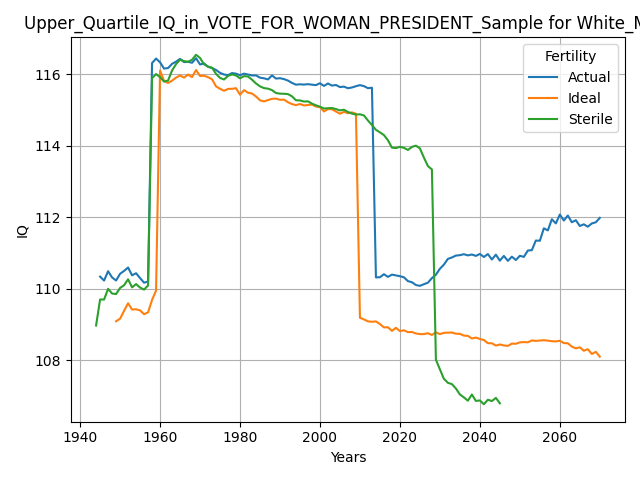 Upper_Quartile_IQ_in_VOTE_FOR_WOMAN_PRESIDENT_Sample for White_M
Fertility
Actual
Ideal
Sterile
IQ
116
114
112
110
108
1940 1960 1980 2000 2020 2040 2060
Years